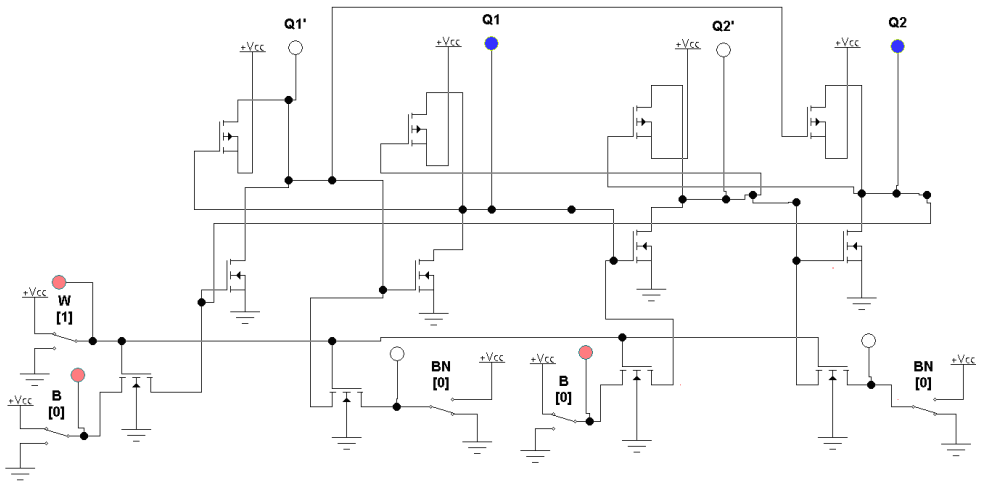 Q1'
Q1
Q2'
Q2
+Vcc
+Vcc
+Vcc
+Vcc
+Vcc
W
[1]
+Vcc
B
[0]
BN
[0]
+Vcc
+Vcc
B
[0]
BN
[0]
+Vcc